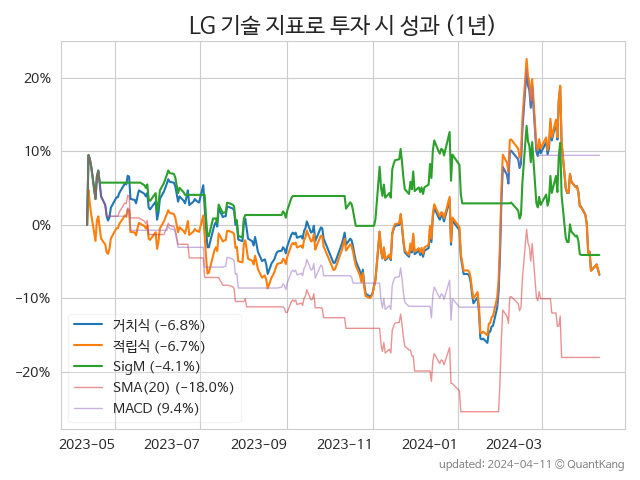 LG 기술 지표로 투자 시 성과 (1년)
20%
10%
0%
−10%
−20%
거치식 (−6.8%)
적립식 (−6.7%)
SigM (−4.1%)
SMA(20) (−18.0%)
MACD (9.4%)
2023-05 2023-07 2023-09 2023-11 2024-01 2024-03
updated: 2024-04-11 © QuantKang